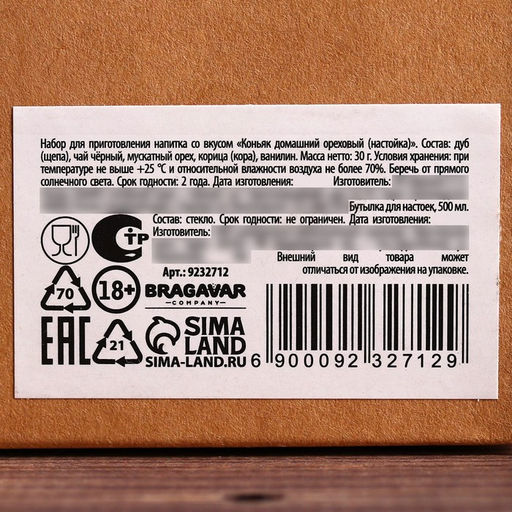 Набор для приготовления напитка со вкусом «Коньяк домашний ореховый (настойка)». Состав: дуб
(щепа), чай чёрный, мускатный орех, корица (кора), ванилин. Масса нетто: 30 г. Условия хранения: при
температуре не выше +25 °С и относительной влажности воздуха не более 70%. Беречь от прямого
солнечного света. Срок годности: 2 года. Дата изготовления: Изготовитель:
Бутылка для настоек, 500 мл.
Состав: стекло. Срок годности: не ограничен. Дата изготовления:
Изготовитель:
Внешний вид товара может
отличаться от изображения на упаковке.
СТР
Арт.: 9232712
70
18+
BRAGAVAR
COMPANY
EAC
21
SIMA
LAND
SIMA-LAND.RU
6 900092 327129